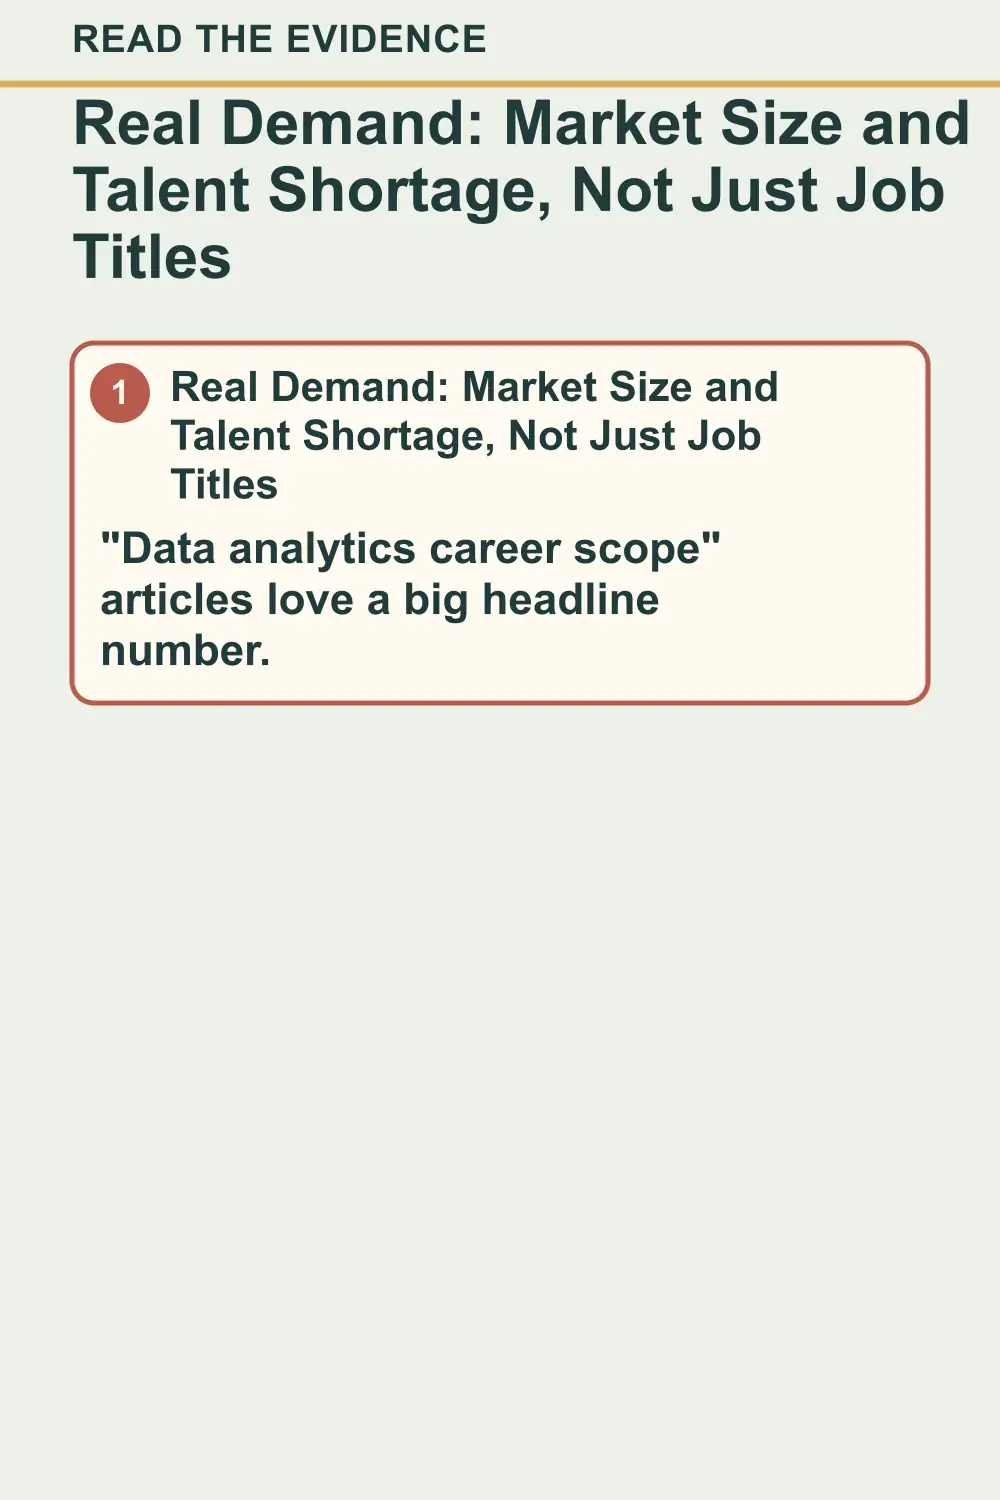 READ THE EVIDENCE
Real Demand: Market Size and
Talent Shortage, Not Just Job
Titles
1
Real Demand: Market Size and
Talent Shortage, Not Just Job
Titles
"Data analytics career scope"
articles love a big headline
number.